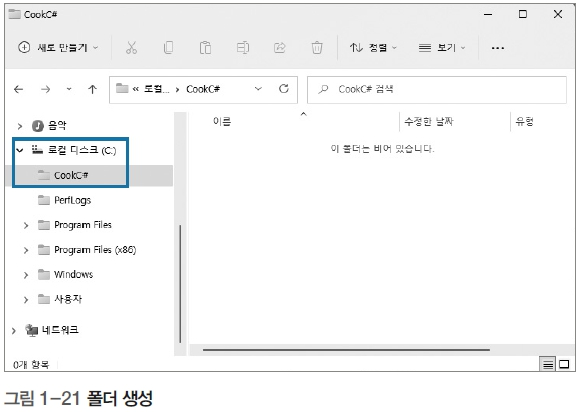 CookC#
새로 만들기
정렬
보기
« 로컬... > CookC#
CookC# 검색
이름
수정한 날짜
유형
이 폴더는 비어 있습니다.
음악
로컬 디스크 (C:)
CookC#
PerfLogs
Program Files
Program Files (x86)
Windows
사용자
네트워크
0개 항목
그림 1-21 폴더 생성